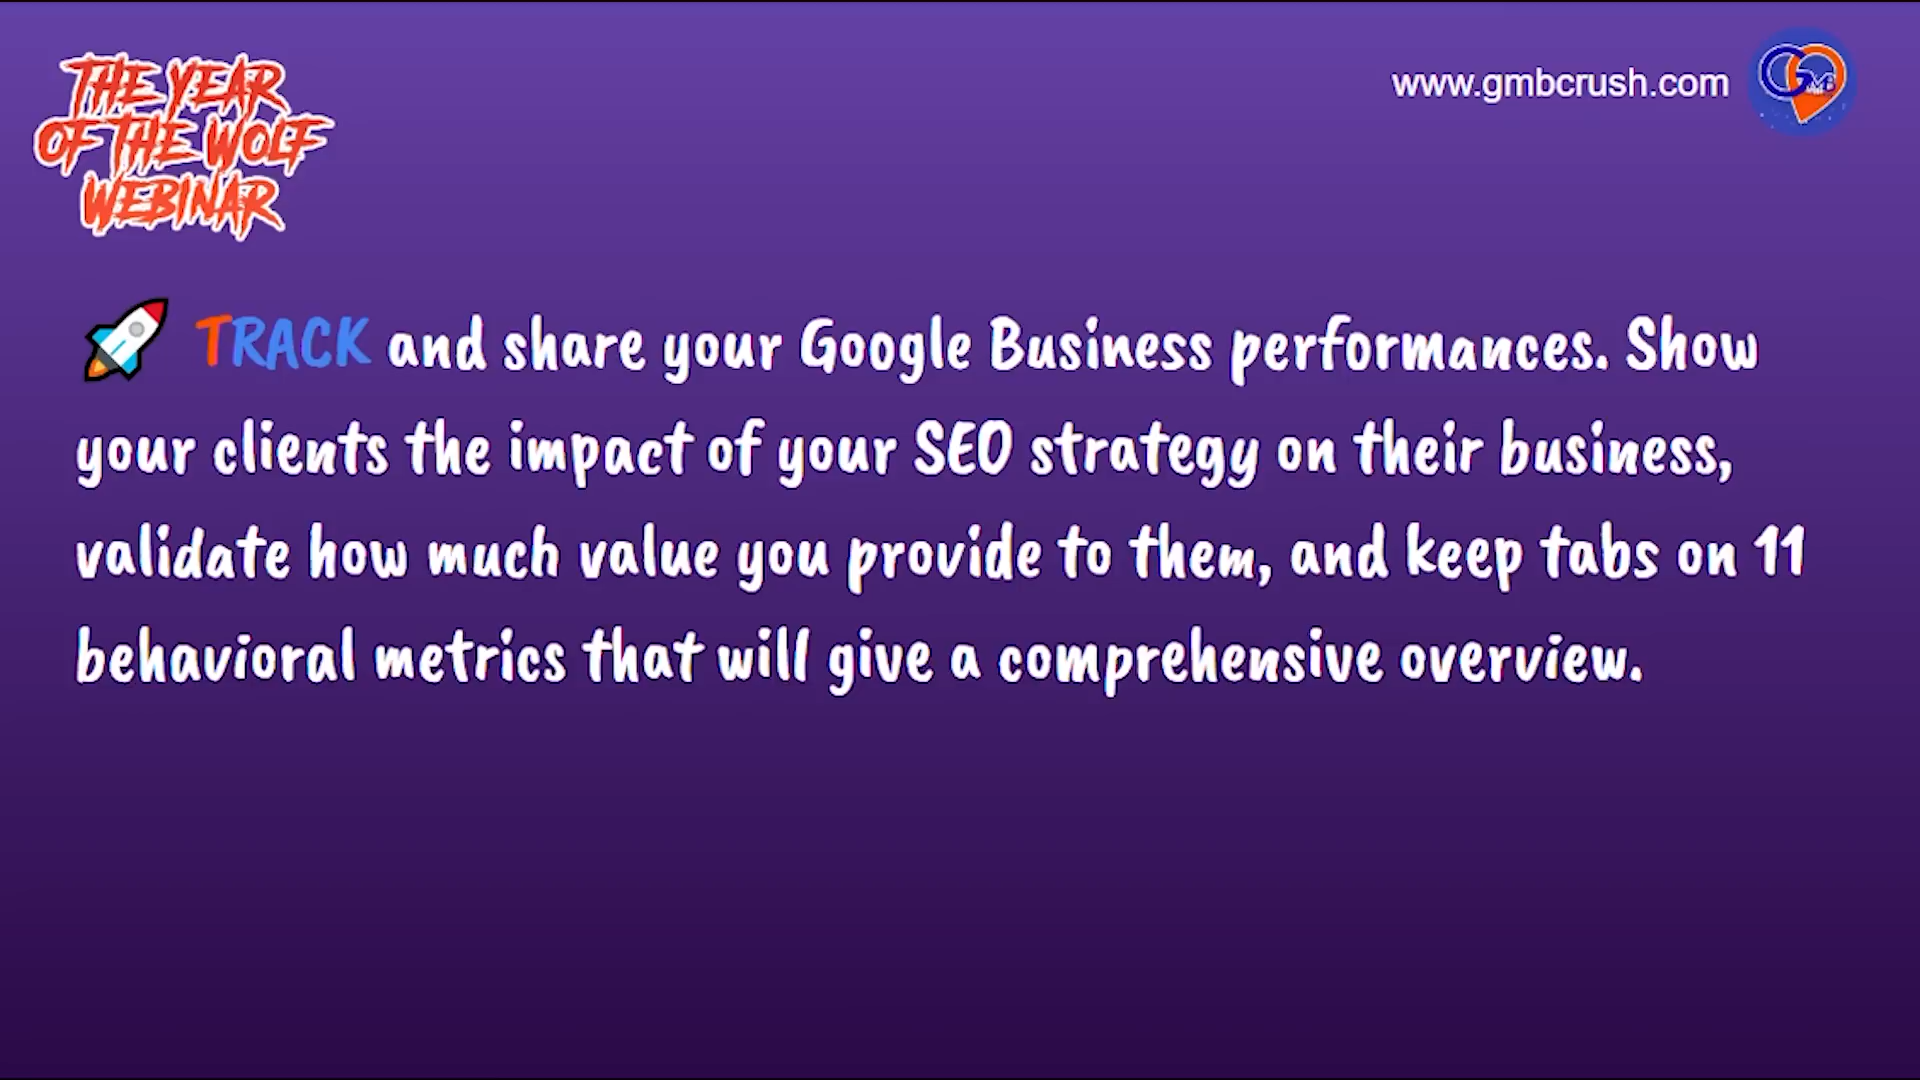 THE YEAR
OF THE WOLF
WEBINAR
www.gmbcrush.com
GMB
TRACK and share your Google Business performances. Show
your clients the impact of your SEO strategy on their business,
validate how much value you provide to them, and keep tabs on 11
behavioral metrics that will give a comprehensive overview.